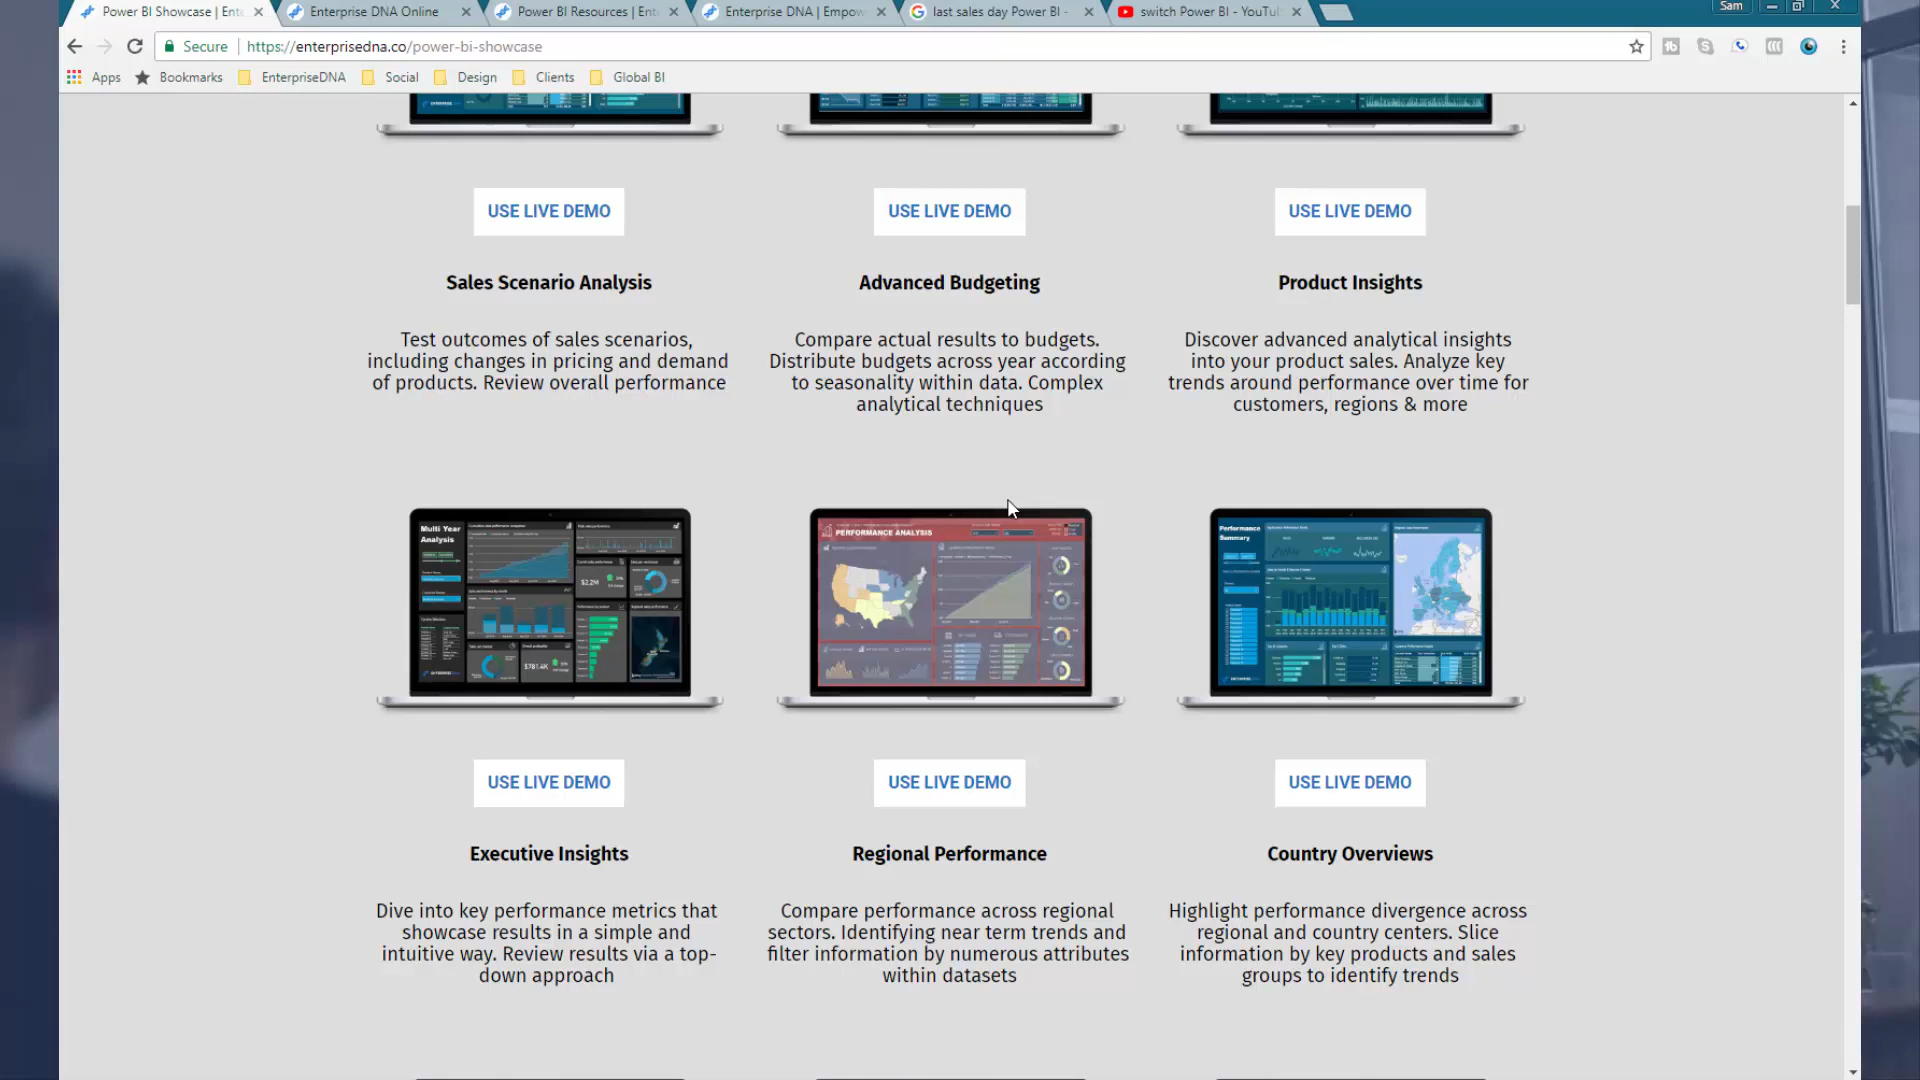 Power BI Showcase | Ent
Enterprise DNA Online
Power BI Resources | Ent
Enterprise DNA | Empow
last sales day Power BI -
switch Power BI - YouTu
Sam
Secure
https://enterprisedna.co/power-bi-showcase
Apps
Bookmarks
EnterpriseDNA
Social
Design
Clients
Global BI
USE LIVE DEMO
USE LIVE DEMO
USE LIVE DEMO
Sales Scenario Analysis
Advanced Budgeting
Product Insights
Test outcomes of sales scenarios,
including changes in pricing and demand
of products. Review overall performance
Compare actual results to budgets.
Distribute budgets across year according
to seasonality within data. Complex
analytical techniques
Discover advanced analytical insights
into your product sales. Analyze key
trends around performance over time for
customers, regions & more
Multi Year
Analysis
$2.2M
$781.4K
PERFORMANCE ANALYSIS
Performance
Summary
USE LIVE DEMO
USE LIVE DEMO
USE LIVE DEMO
Executive Insights
Regional Performance
Country Overviews
Dive into key performance metrics that
showcase results in a simple and
intuitive way. Review results via a top-
down approach
Compare performance across regional
sectors. Identifying near term trends and
filter information by numerous attributes
within datasets
Highlight performance divergence across
regional and country centers. Slice
information by key products and sales
groups to identify trends